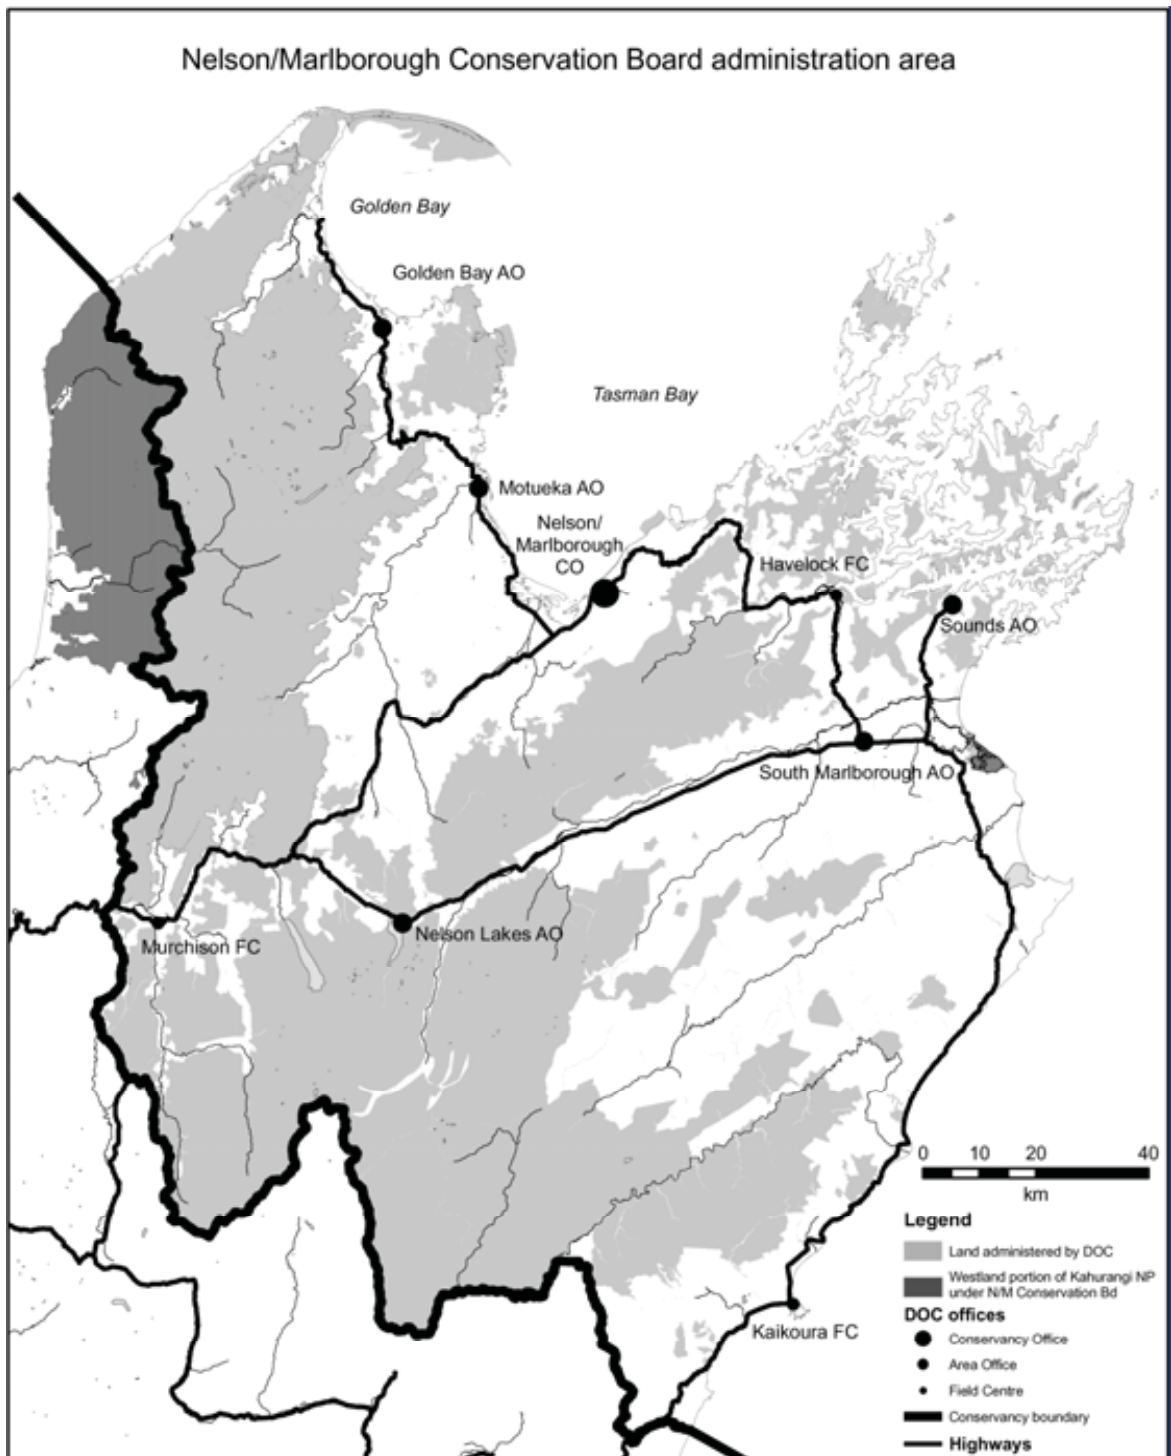 Nelson/Marlborough Conservation Board administration area
Golden Bay
Golden Bay AO
Tasman Bay
Motueka AO
Nelson/
Marlborough
CO
Havelock FC
Sounds AO
South Marlborough AO
Murchison FC
Nelson Lakes AO
0 10 20 40
km
Legend
Land administered by DOC
Westland portion of Kahurangi NP
under N/M Conservation Bd
DOC offices
Conservancy Office
Area Office
Field Centre
Conservancy boundary
Highways
Kaikoura FC